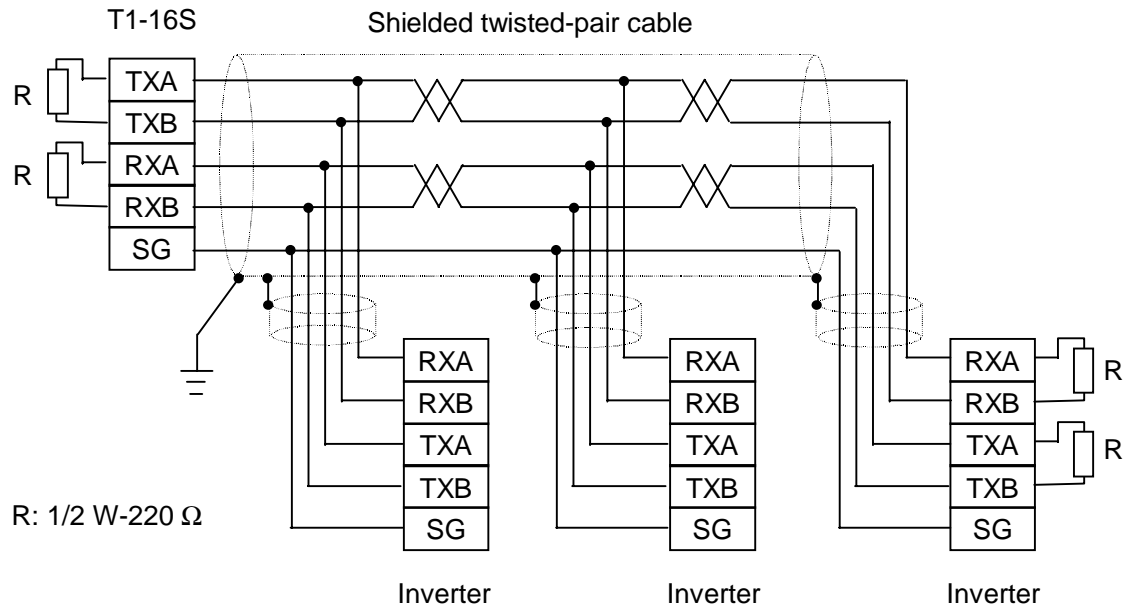 T1-16S
Shielded twisted-pair cable
R
TXA
TXB
R
RXA
RXB
SG
RXA
RXB
TXA
TXB
SG
Inverter
RXA
RXB
TXA
TXB
SG
Inverter
RXA
RXB
TXA
TXB
SG
Inverter
R
R
R: 1/2 W-220 Ω